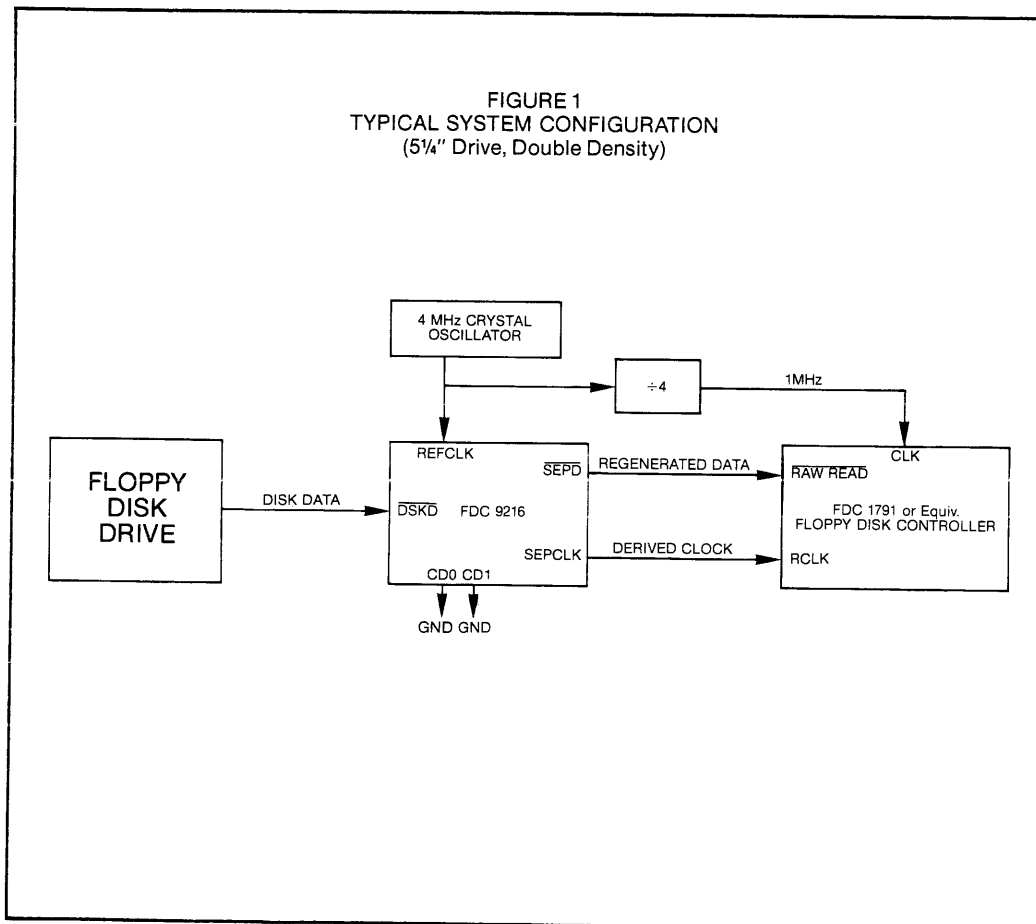 FIGURE 1
TYPICAL SYSTEM CONFIGURATION
(5¼" Drive, Double Density)
4 MHz CRYSTAL
OSCILLATOR
÷4
1MHz
REFCLK
CLK
SEPD
REGENERATED DATA
RAW READ
FLOPPY
DISK
DRIVE
DISK DATA
DSKD
FDC 9216
FDC 1791 or Equiv.
FLOPPY DISK CONTROLLER
SEPCLK
DERIVED CLOCK
RCLK
CD0 CD1
GND GND